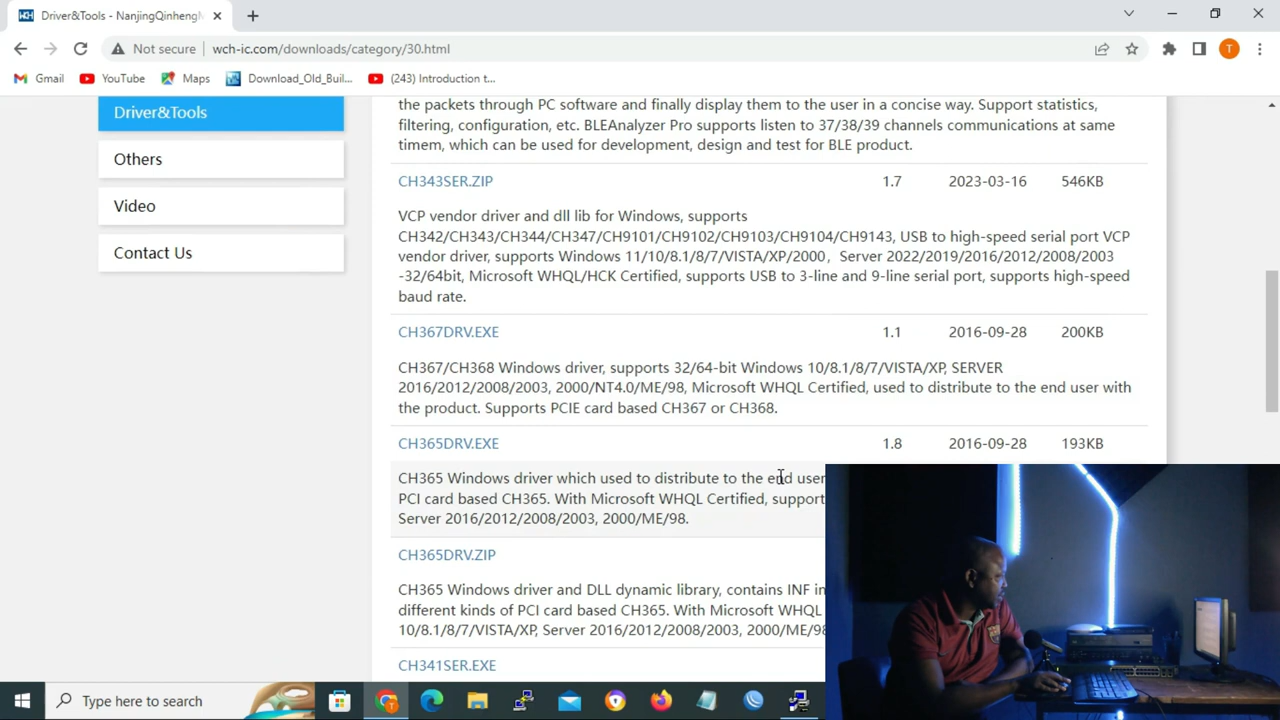 WCH Driver&Tools - NanjingQinhengM
Not secure wch-ic.com/downloads/category/30.html
T
Gmail YouTube Maps Download_Old_Buil... (243) Introduction t...
Driver&Tools
Others
Video
Contact Us
the packets through PC software and finally display them to the user in a concise way. Support statistics,
filtering, configuration, etc. BLEAnalyzer Pro supports listen to 37/38/39 channels communications at same
timem, which can be used for development, design and test for BLE product.
CH343SER.ZIP 1.7 2023-03-16 546KB
VCP vendor driver and dll lib for Windows, supports
CH342/CH343/CH344/CH347/CH9101/CH9102/CH9103/CH9104/CH9143, USB to high-speed serial port VCP
vendor driver, supports Windows 11/10/8.1/8/7/VISTA/XP/2000， Server 2022/2019/2016/2012/2008/2003
-32/64bit, Microsoft WHQL/HCK Certified, supports USB to 3-line and 9-line serial port, supports high-speed
baud rate.
CH367DRV.EXE 1.1 2016-09-28 200KB
CH367/CH368 Windows driver, supports 32/64-bit Windows 10/8.1/8/7/VISTA/XP, SERVER
2016/2012/2008/2003, 2000/NT4.0/ME/98, Microsoft WHQL Certified, used to distribute to the end user with
the product. Supports PCIE card based CH367 or CH368.
CH365DRV.EXE 1.8 2016-09-28 193KB
CH365 Windows driver which used to distribute to the end user
PCI card based CH365. With Microsoft WHQL Certified, support
Server 2016/2012/2008/2003, 2000/ME/98.
CH365DRV.ZIP
CH365 Windows driver and DLL dynamic library, contains INF in
different kinds of PCI card based CH365. With Microsoft WHQL
10/8.1/8/7/VISTA/XP, Server 2016/2012/2008/2003, 2000/ME/98
CH341SER.EXE
Type here to search
T